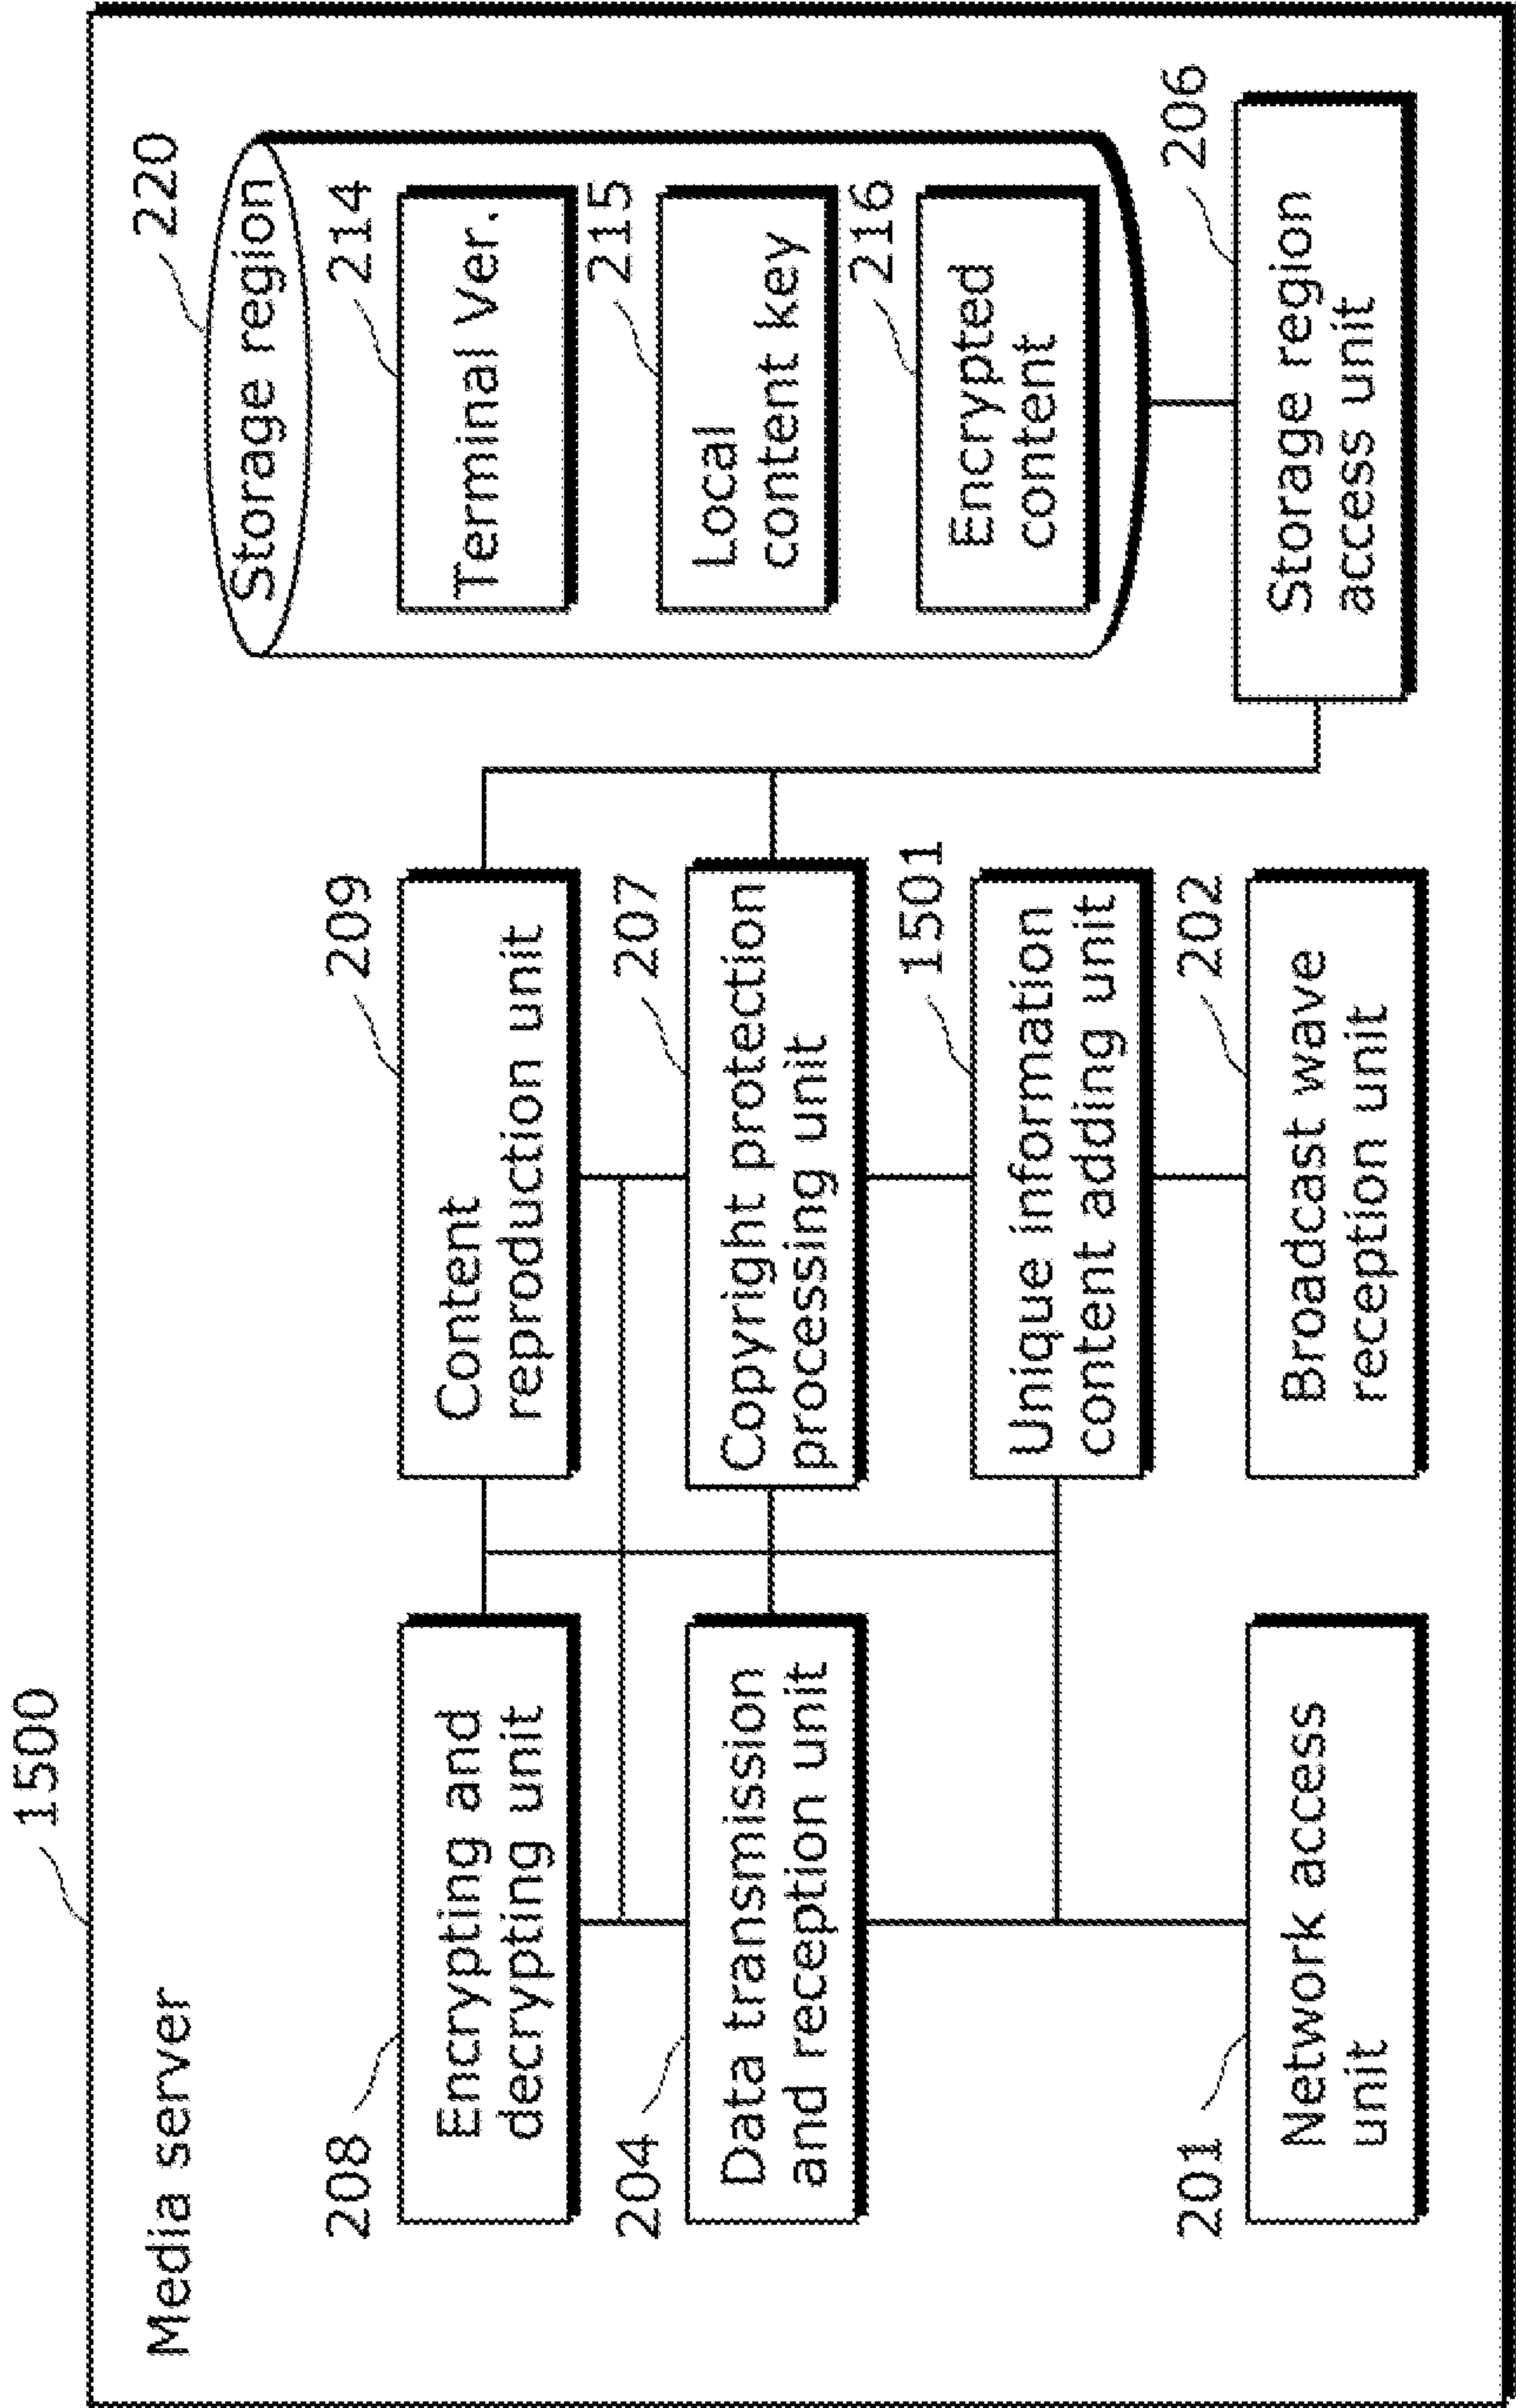 1500
Media server
208
Encrypting and
decrypting unit
204
Data transmission
and reception unit
201
Network access
unit
209
Content
reproduction unit
207
Copyright protection
processing unit
1501
Unique information
content adding unit
202
Broadcast wave
reception unit
220
Storage region
214
Terminal Ver.
215
Local
content key
216
Encrypted
content
206
Storage region
access unit